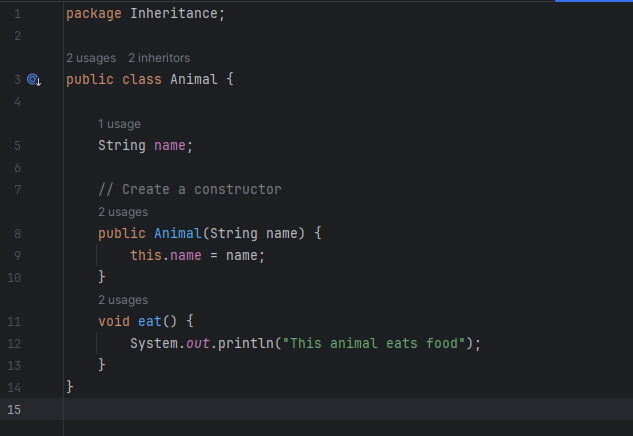 1 package Inheritance;
2
2 usages 2 inheritors
3 public class Animal {
4
1 usage
5 String name;
6
7 // Create a constructor
2 usages
8 public Animal(String name) {
9 this.name = name;
10 }
2 usages
11 void eat() {
12 System.out.println("This animal eats food");
13 }
14 }
15